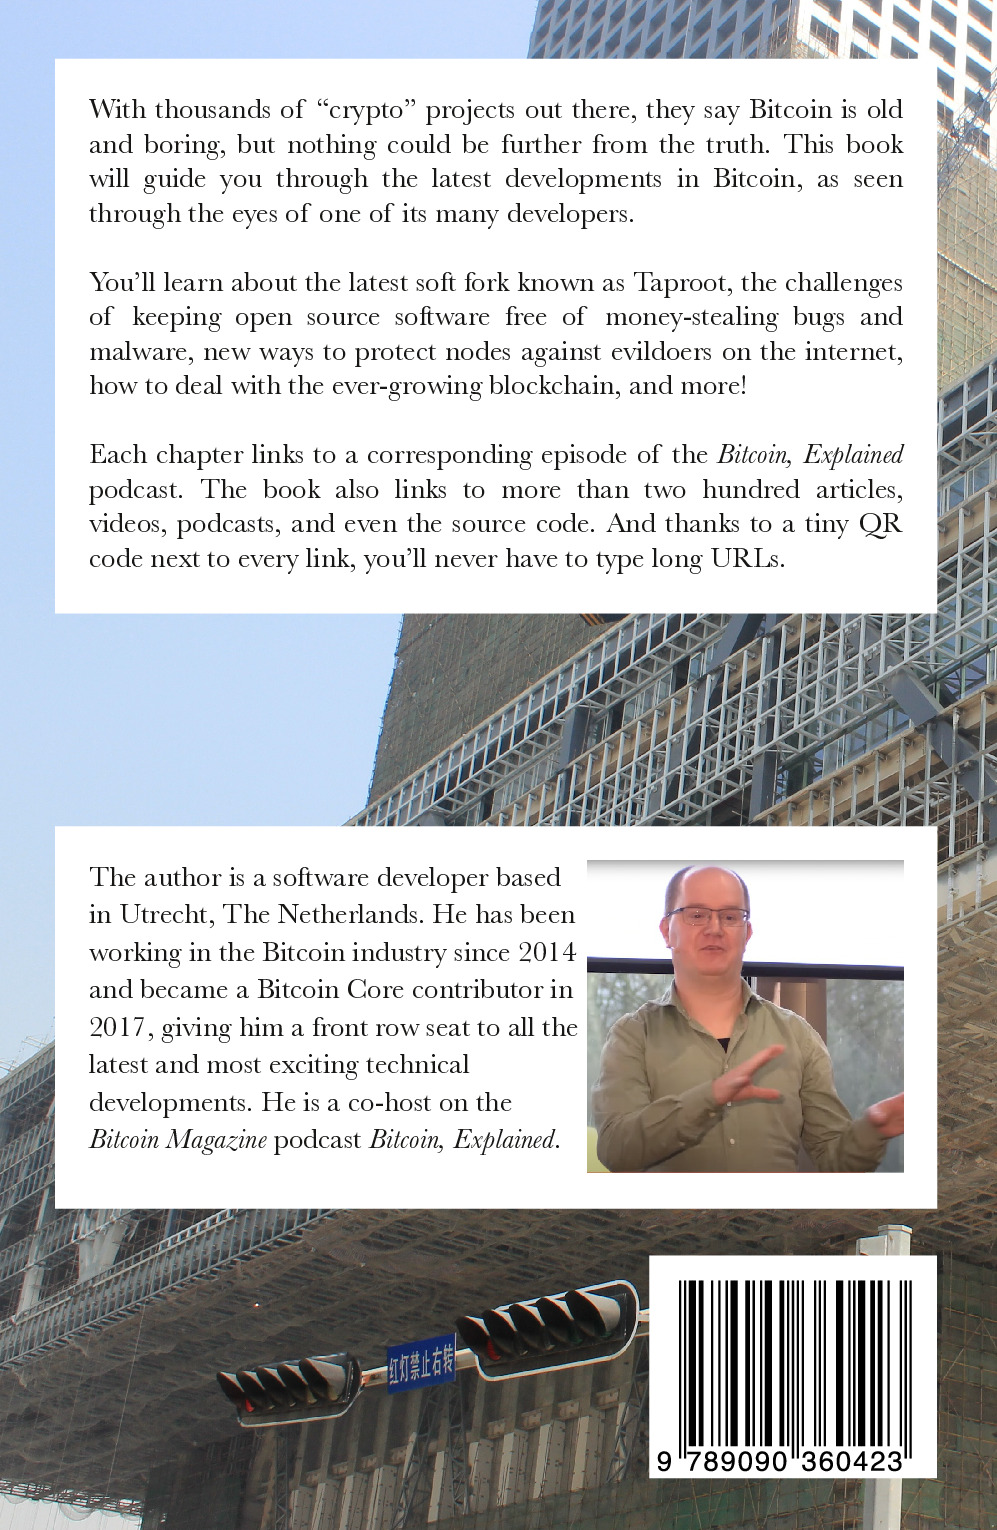 With thousands of “crypto” projects out there, they say Bitcoin is old
and boring, but nothing could be further from the truth. This book
will guide you through the latest developments in Bitcoin, as seen
through the eyes of one of its many developers.
You’ll learn about the latest soft fork known as Taproot, the challenges
of keeping open source software free of money-stealing bugs and
malware, new ways to protect nodes against evildoers on the internet,
how to deal with the ever-growing blockchain, and more!
Each chapter links to a corresponding episode of the Bitcoin, Explained
podcast. The book also links to more than two hundred articles,
videos, podcasts, and even the source code. And thanks to a tiny QR
code next to every link, you’ll never have to type long URLs.
The author is a software developer based
in Utrecht, The Netherlands. He has been
working in the Bitcoin industry since 2014
and became a Bitcoin Core contributor in
2017, giving him a front row seat to all the
latest and most exciting technical
developments. He is a co-host on the
Bitcoin Magazine podcast Bitcoin, Explained.
红灯禁止右转
9 789090 360423